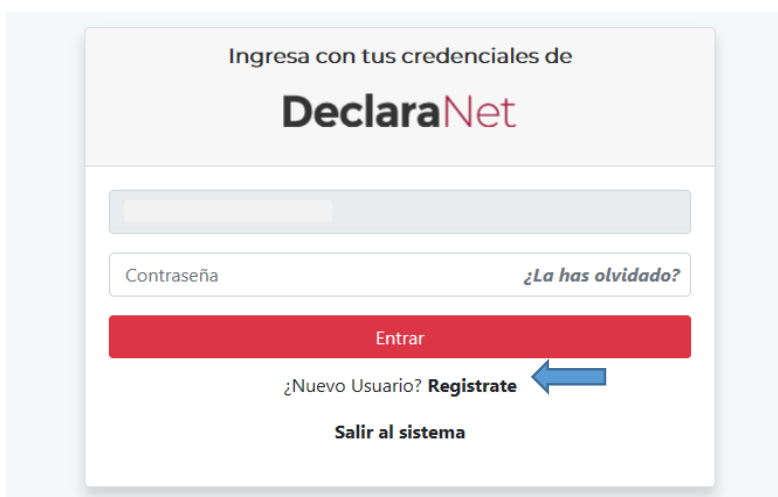 Ingresa con tus credenciales de
DeclaraNet
Contraseña ¿La has olvidado?
Entrar
¿Nuevo Usuario? Registrate
Salir al sistema